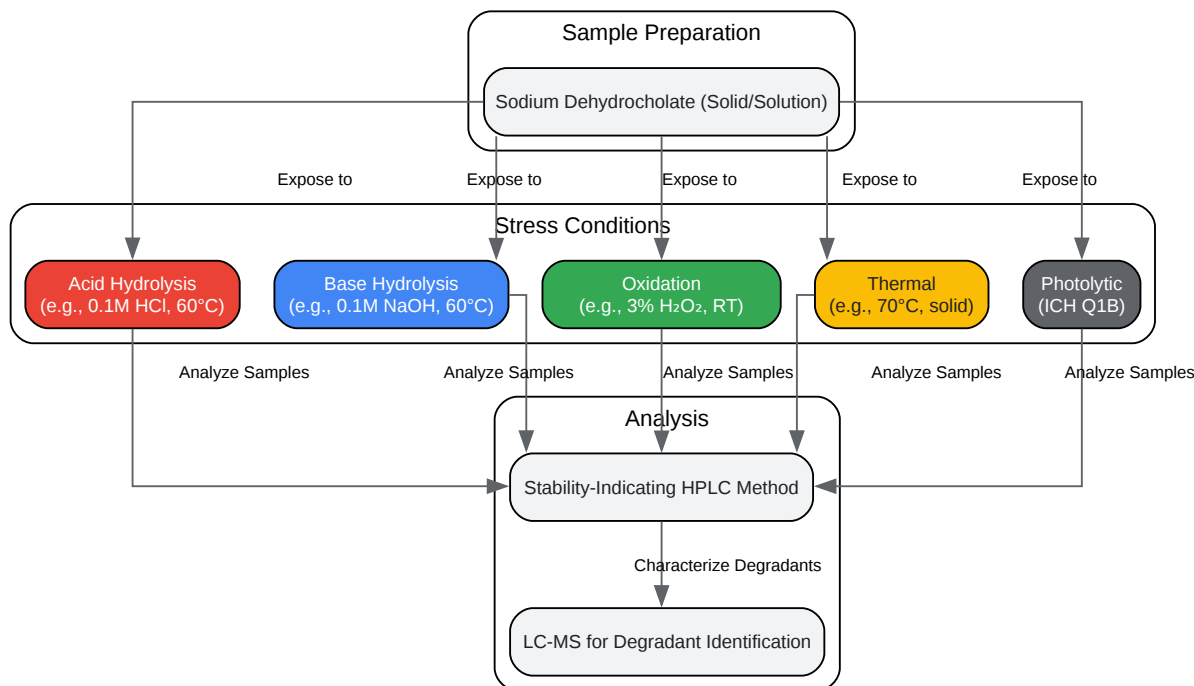 Sample Preparation
Sodium Dehydrocholate (Solid/Solution)
Expose to
Expose to
Expose to
Expose to
Expose to
Stress Conditions
Acid Hydrolysis
(e.g., 0.1M HCl, 60°C)
Base Hydrolysis
(e.g., 0.1M NaOH, 60°C)
Oxidation
(e.g., 3% H₂O₂, RT)
Thermal
(e.g., 70°C, solid)
Photolytic
(ICH Q1B)
Analyze Samples
Analyze Samples
Analyze Samples
Analyze Samples
Analyze Samples
Analysis
Stability-Indicating HPLC Method
Characterize Degradants
LC-MS for Degradant Identification